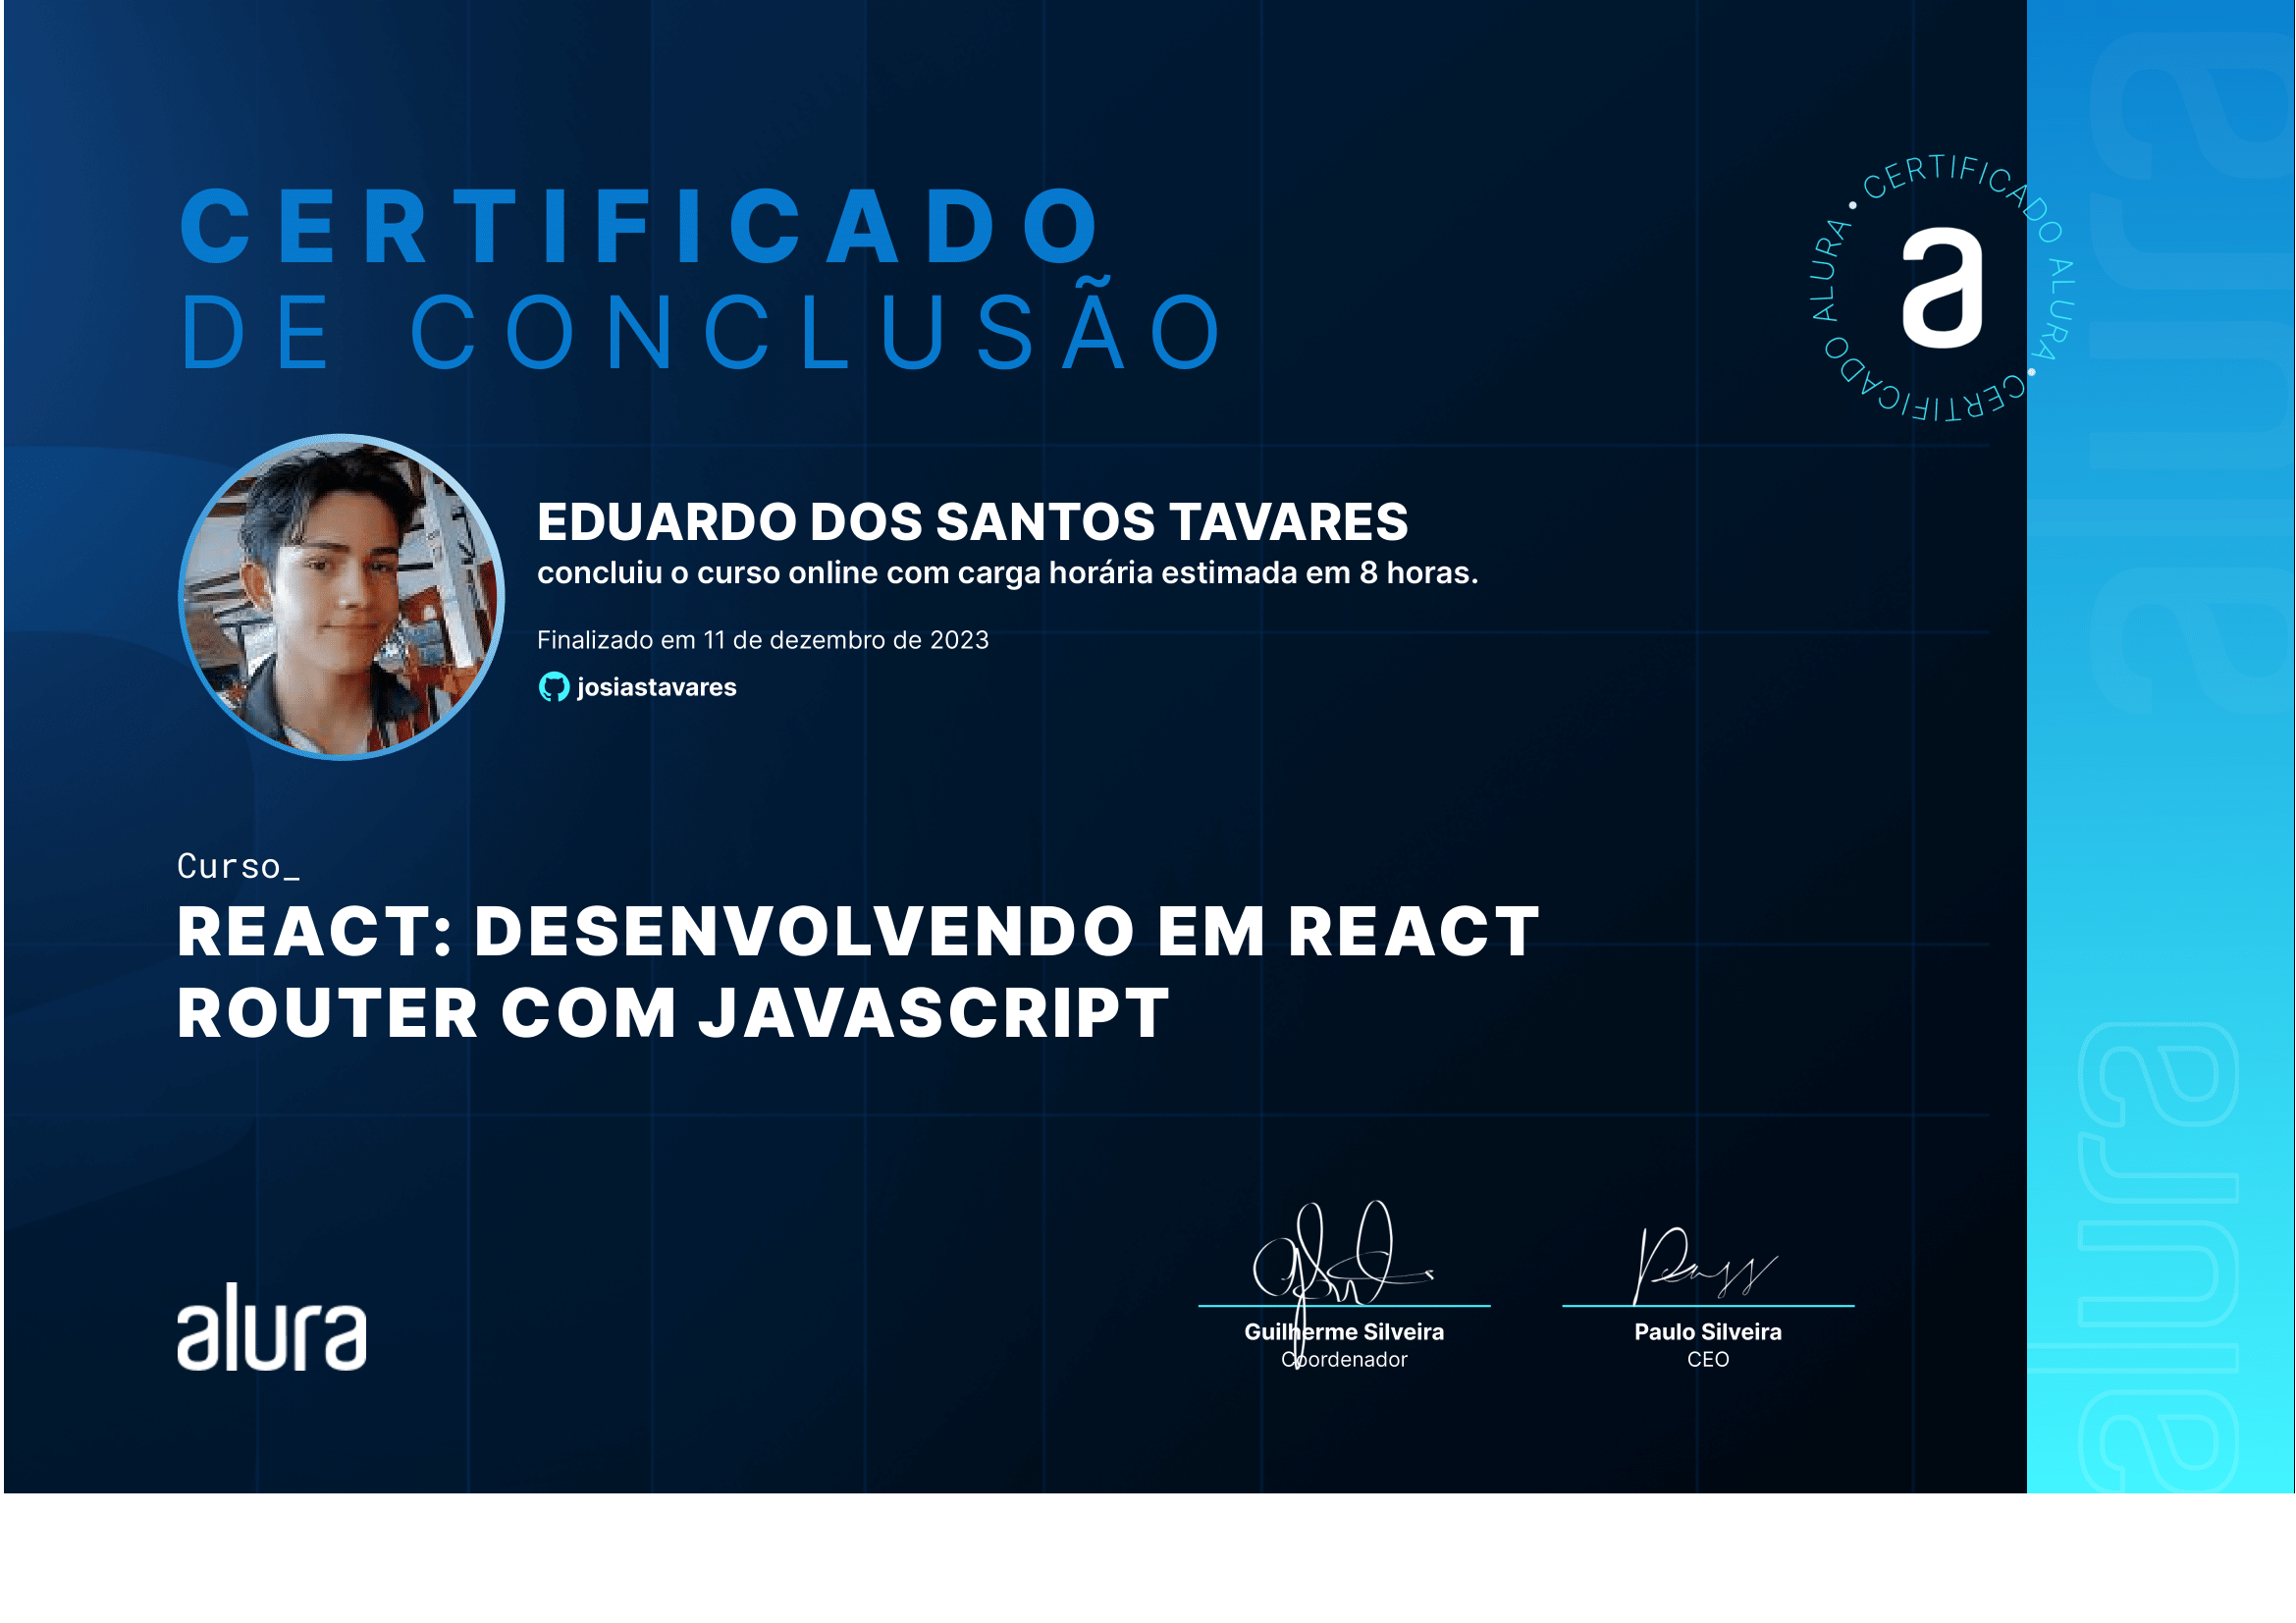 CERTIFICADO
DE CONCLUSÃO
• CERTIFICADO ALURA • CERTIFICADO ALURA
a
EDUARDO DOS SANTOS TAVARES
concluiu o curso online com carga horária estimada em 8 horas.
Finalizado em 11 de dezembro de 2023
josiastavares
Curso_
REACT: DESENVOLVENDO EM REACT
ROUTER COM JAVASCRIPT
alura
Guilherme Silveira
Coordenador
Paulo Silveira
CEO
alura
alura